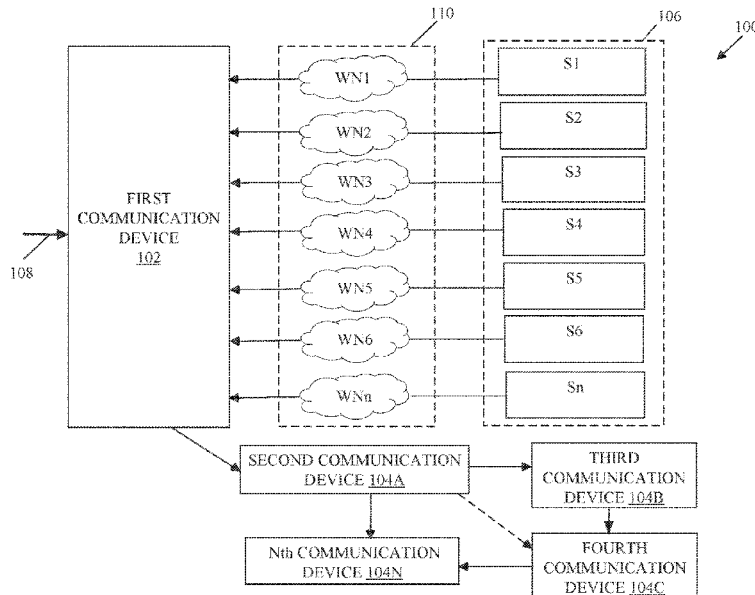 110
106
100
WN1
S1
WN2
S2
WN3
S3
FIRST
COMMUNICATION
DEVICE
102
WN4
S4
108
WN5
S5
WN6
S6
WNn
Sn
SECOND COMMUNICATION
DEVICE 104A
THIRD
COMMUNICATION
DEVICE 104B
Nth COMMUNICATION
DEVICE 104N
FOURTH
COMMUNICATION
DEVICE 104C